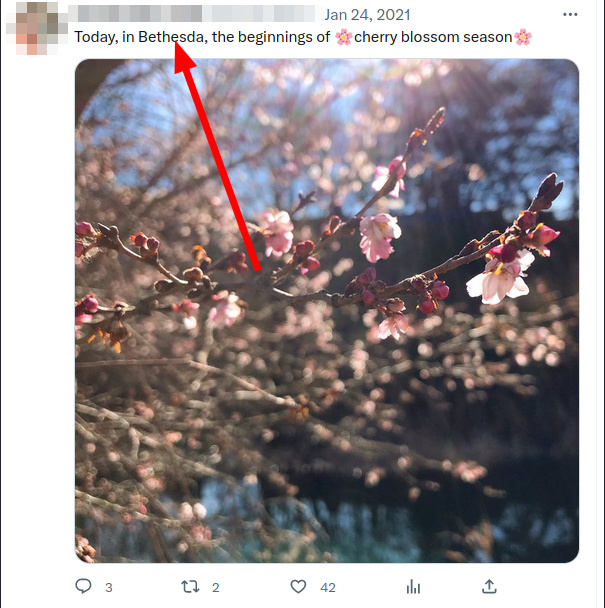 Jan 24, 2021
Today, in Bethesda, the beginnings of 🌸cherry blossom season🌸
3 2 42